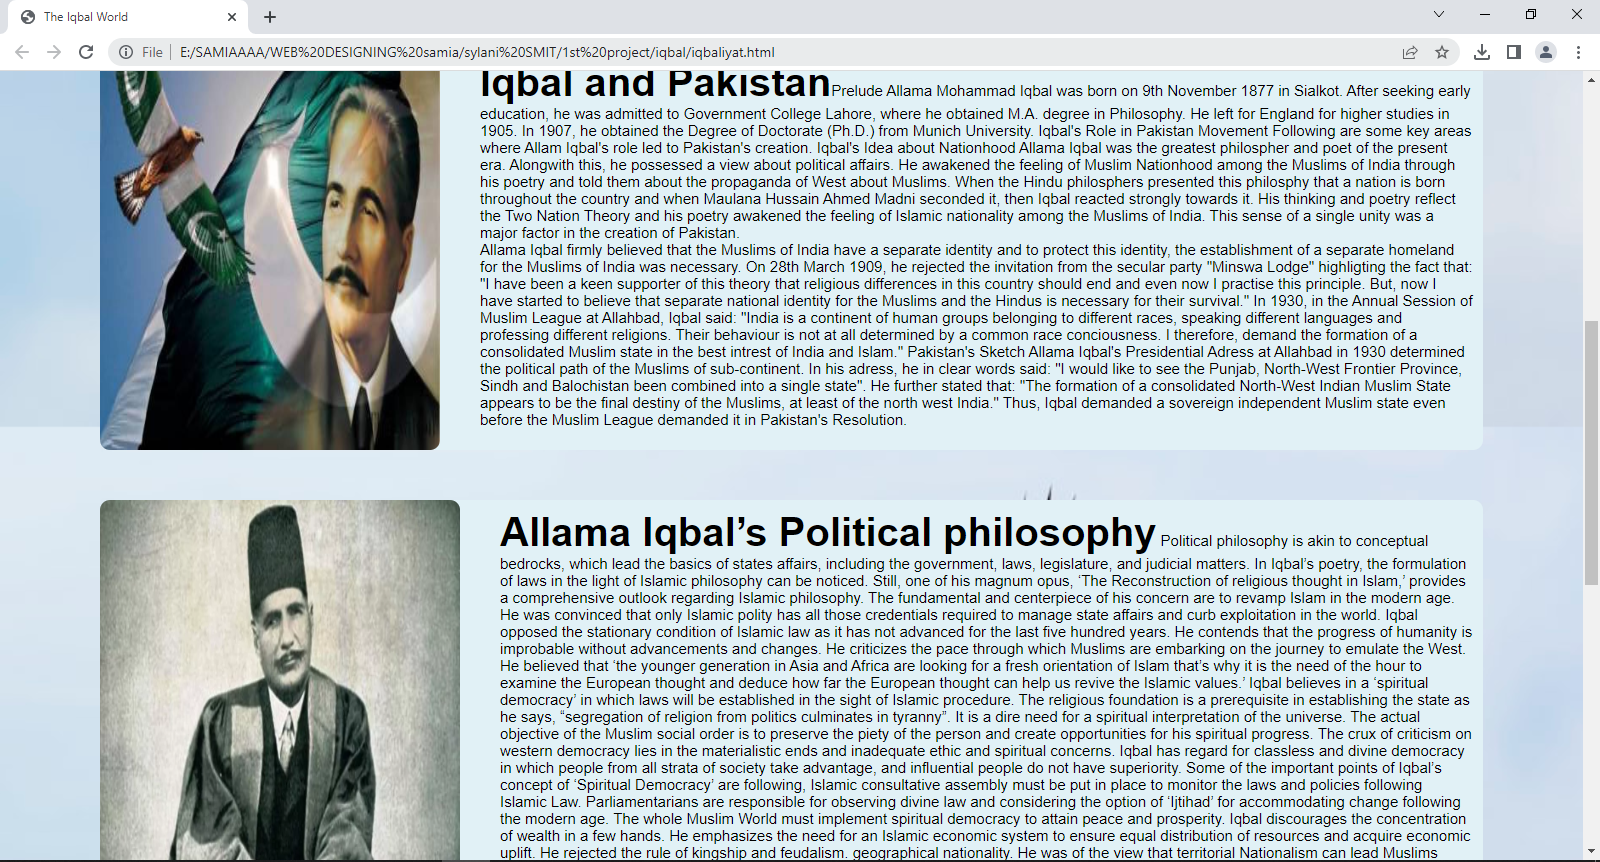 The Iqbal World
File
E:/SAMIAAAA/WEB%20DESIGNING%20samia/sylani%20SMIT/1st%20project/iqbal/iqbaliyat.html
Iqbal and Pakistan Prelude Allama Mohammad Iqbal was born on 9th November 1877 in Sialkot. After seeking early
education, he was admitted to Government College Lahore, where he obtained M.A. degree in Philosophy. He left for England for higher studies in
1905. In 1907, he obtained the Degree of Doctorate (Ph.D.) from Munich University. Iqbal's Role in Pakistan Movement Following are some key areas
where Allam Iqbal's role led to Pakistan's creation. Iqbal's Idea about Nationhood Allama Iqbal was the greatest philospher and poet of the present
era. Alongwith this, he possessed a view about political affairs. He awakened the feeling of Muslim Nationhood among the Muslims of India through
his poetry and told them about the propaganda of West about Muslims. When the Hindu philosphers presented this philosphy that a nation is born
throughout the country and when Maulana Hussain Ahmed Madni seconded it, then Iqbal reacted strongly towards it. His thinking and poetry reflect
the Two Nation Theory and his poetry awakened the feeling of Islamic nationality among the Muslims of India. This sense of a single unity was a
major factor in the creation of Pakistan.
Allama Iqbal firmly believed that the Muslims of India have a separate identity and to protect this identity, the establishment of a separate homeland
for the Muslims of India was necessary. On 28th March 1909, he rejected the invitation from the secular party "Minswa Lodge" highligting the fact that:
"I have been a keen supporter of this theory that religious differences in this country should end and even now I practise this principle. But, now I
have started to believe that separate national identity for the Muslims and the Hindus is necessary for their survival." In 1930, in the Annual Session of
Muslim League at Allahbad, Iqbal said: "India is a continent of human groups belonging to different races, speaking different languages and
professing different religions. Their behaviour is not at all determined by a common race conciousness. I therefore, demand the formation of a
consolidated Muslim state in the best intrest of India and Islam." Pakistan's Sketch Allama Iqbal's Presidential Adress at Allahbad in 1930 determined
the political path of the Muslims of sub-continent. In his adress, he in clear words said: "I would like to see the Punjab, North-West Frontier Province,
Sindh and Balochistan been combined into a single state". He further stated that: "The formation of a consolidated North-West Indian Muslim State
appears to be the final destiny of the Muslims, at least of the north west India." Thus, Iqbal demanded a sovereign independent Muslim state even
before the Muslim League demanded it in Pakistan's Resolution.
Allama Iqbal’s Political philosophy Political philosophy is akin to conceptual
bedrocks, which lead the basics of states affairs, including the government, laws, legislature, and judicial matters. In Iqbal’s poetry, the formulation
of laws in the light of Islamic philosophy can be noticed. Still, one of his magnum opus, ‘The Reconstruction of religious thought in Islam,’ provides
a comprehensive outlook regarding Islamic philosophy. The fundamental and centerpiece of his concern are to revamp Islam in the modern age.
He was convinced that only Islamic polity has all those credentials required to manage state affairs and curb exploitation in the world. Iqbal
opposed the stationary condition of Islamic law as it has not advanced for the last five hundred years. He contends that the progress of humanity is
improbable without advancements and changes. He criticizes the pace through which Muslims are embarking on the journey to emulate the West.
He believed that ‘the younger generation in Asia and Africa are looking for a fresh orientation of Islam that’s why it is the need of the hour to
examine the European thought and deduce how far the European thought can help us revive the Islamic values.’ Iqbal believes in a ‘spiritual
democracy’ in which laws will be established in the sight of Islamic procedure. The religious foundation is a prerequisite in establishing the state as
he says, “segregation of religion from politics culminates in tyranny”. It is a dire need for a spiritual interpretation of the universe. The actual
objective of the Muslim social order is to preserve the piety of the person and create opportunities for his spiritual progress. The crux of criticism on
western democracy lies in the materialistic ends and inadequate ethic and spiritual concerns. Iqbal has regard for classless and divine democracy
in which people from all strata of society take advantage, and influential people do not have superiority. Some of the important points of Iqbal’s
concept of ‘Spiritual Democracy’ are following, Islamic consultative assembly must be put in place to monitor the laws and policies following
Islamic Law. Parliamentarians are responsible for observing divine law and considering the option of ‘Ijtihad’ for accommodating change following
the modern age. The whole Muslim World must implement spiritual democracy to attain peace and prosperity. Iqbal discourages the concentration
of wealth in a few hands. He emphasizes the need for an Islamic economic system to ensure equal distribution of resources and acquire economic
uplift. He rejected the rule of kingship and feudalism, geographical nationality. He was of the view that territorial Nationalism can lead Muslims